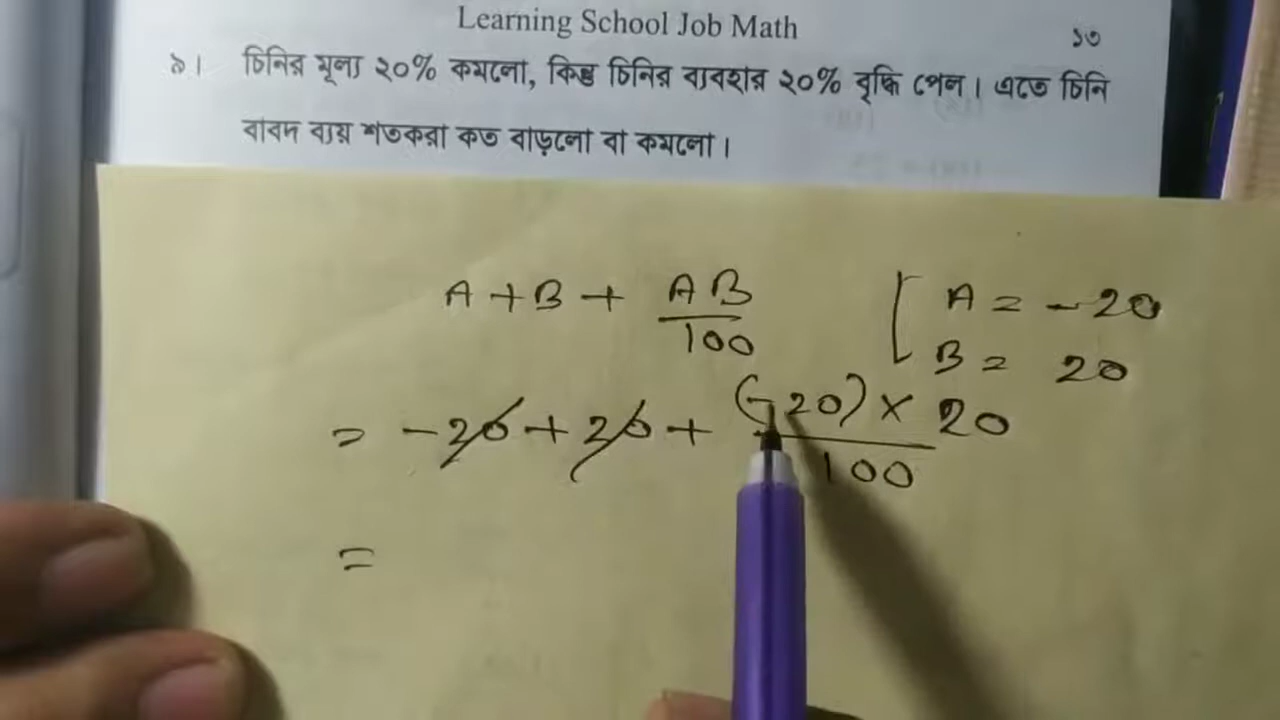 Learning School Job Math
১৩
৯। চিনির মূল্য ২০% কমলো, কিন্তু চিনির ব্যবহার ২০% বৃদ্ধি পেল। এতে চিনি
বাবদ ব্যয় শতকরা কত বাড়লো বা কমলো।
A + B + AB/100 [ A = -20
B = 20
= -20 + 20 + (-20) × 20/100
=